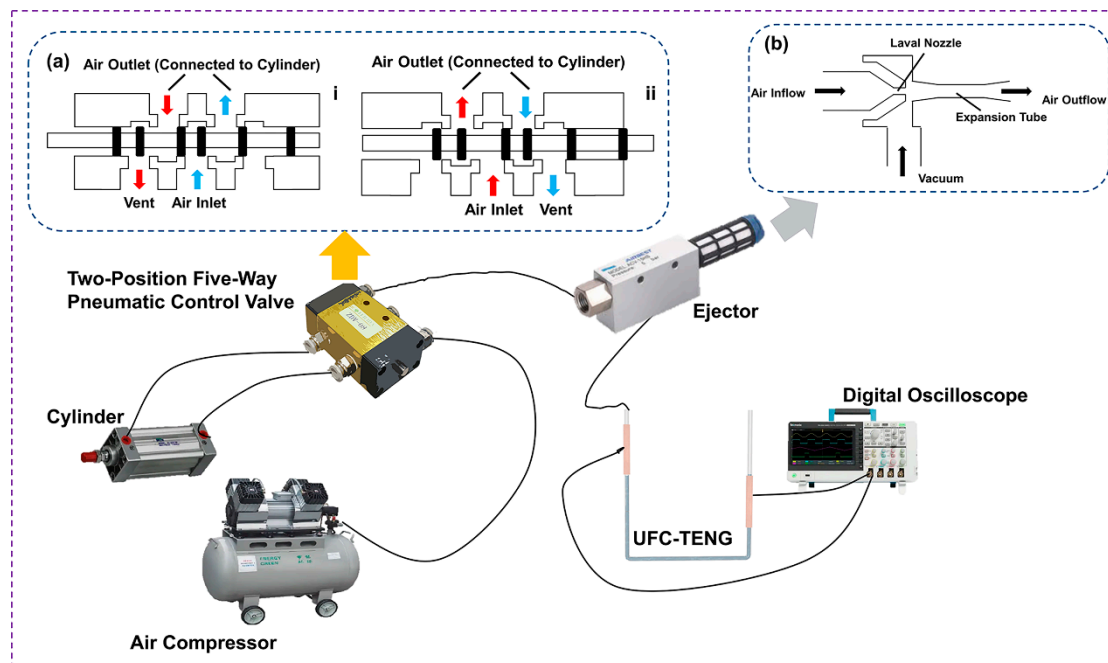 (a)
Air Outlet (Connected to Cylinder)
i
Vent
Air Inlet
Air Outlet (Connected to Cylinder)
ii
Air Inlet
Vent
(b)
Laval Nozzle
Air Inflow
Air Outflow
Expansion Tube
Vacuum
Two-Position Five-Way
Pneumatic Control Valve
Ejector
Cylinder
Digital Oscilloscope
UFC-TENG
Air Compressor